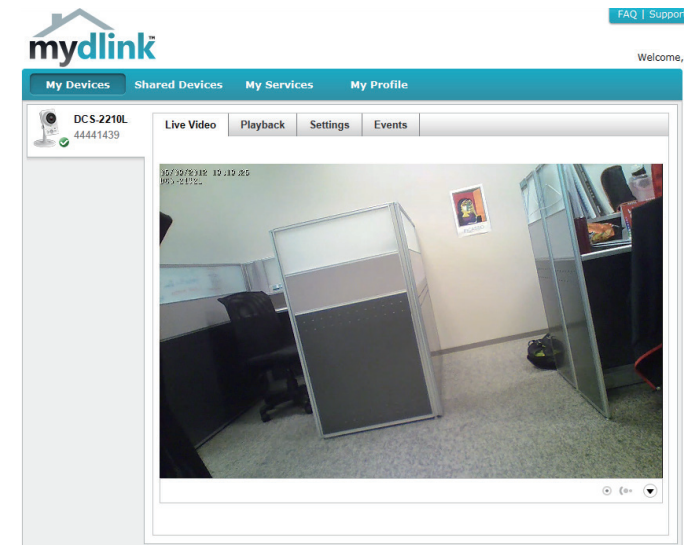 FAQ | Suppor
mydlink
Welcome,
My Devices Shared Devices My Services My Profile
DCS-2210L
44441439
Live Video Playback Settings Events